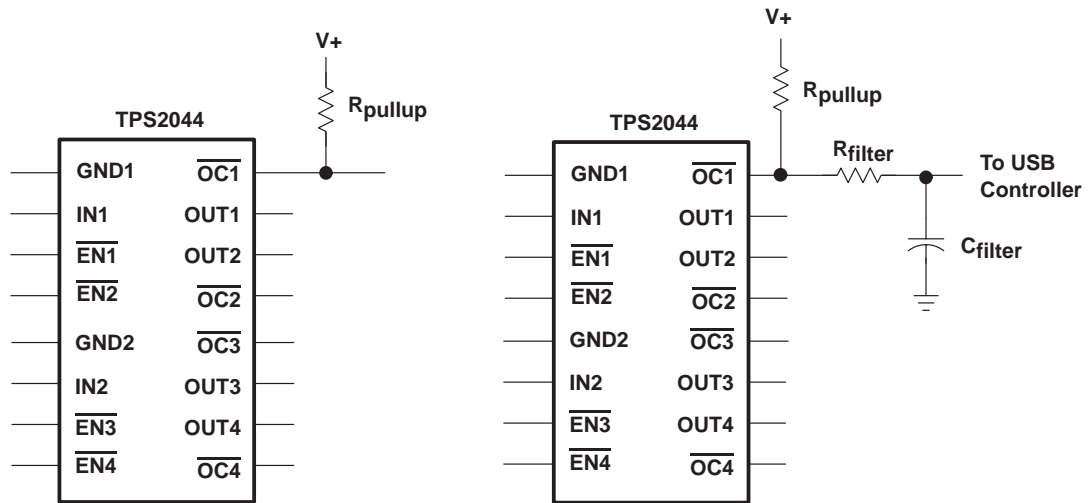 V+
Rpullup
TPS2044
GND1 OC1
IN1 OUT1
EN1 OUT2
EN2 OC2
GND2 OC3
IN2 OUT3
EN3 OUT4
EN4 OC4
V+
Rpullup
TPS2044
Rfilter
To USB
Controller
Cfilter
GND1 OC1
IN1 OUT1
EN1 OUT2
EN2 OC2
GND2 OC3
IN2 OUT3
EN3 OUT4
EN4 OC4